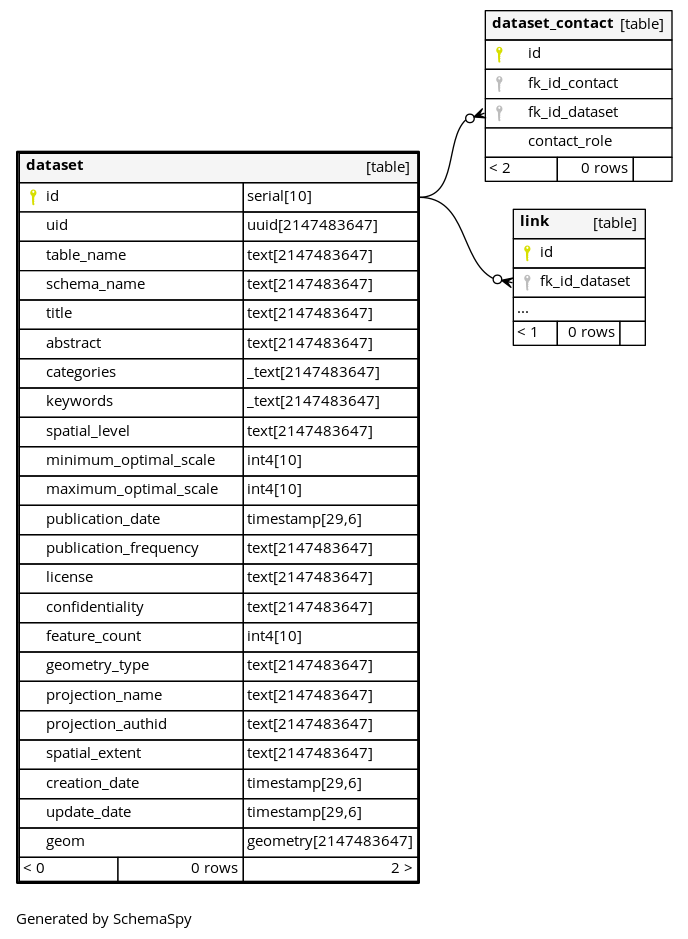 dataset_contact [table]
id
fk_id_contact
fk_id_dataset
contact_role
< 2 0 rows
dataset [table]
id serial[10]
uid uuid[2147483647]
table_name text[2147483647]
schema_name text[2147483647]
title text[2147483647]
abstract text[2147483647]
categories _text[2147483647]
keywords _text[2147483647]
spatial_level text[2147483647]
minimum_optimal_scale int4[10]
maximum_optimal_scale int4[10]
publication_date timestamp[29,6]
publication_frequency text[2147483647]
license text[2147483647]
confidentiality text[2147483647]
feature_count int4[10]
geometry_type text[2147483647]
projection_name text[2147483647]
projection_authid text[2147483647]
spatial_extent text[2147483647]
creation_date timestamp[29,6]
update_date timestamp[29,6]
geom geometry[2147483647]
< 0 0 rows 2 >
link [table]
id
fk_id_dataset
...
< 1 0 rows
Generated by SchemaSpy